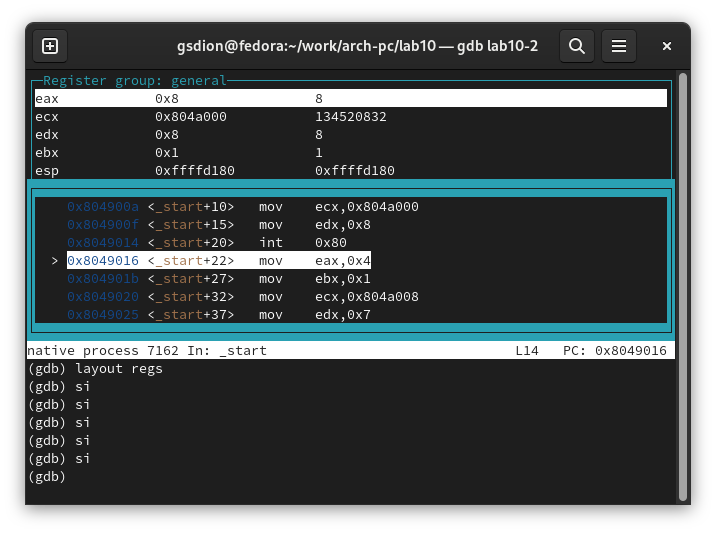 gsdion@fedora:~/work/arch-pc/lab10 — gdb lab10-2
Register group: general
eax 0x8 8
ecx 0x804a000 134520832
edx 0x8 8
ebx 0x1 1
esp 0xffffd180 0xffffd180
0x804900a <_start+10> mov ecx,0x804a000
0x804900f <_start+15> mov edx,0x8
0x8049014 <_start+20> int 0x80
> 0x8049016 <_start+22> mov eax,0x4
0x804901b <_start+27> mov ebx,0x1
0x8049020 <_start+32> mov ecx,0x804a008
0x8049025 <_start+37> mov edx,0x7
native process 7162 In: _start L14 PC: 0x8049016
(gdb) layout regs
(gdb) si
(gdb) si
(gdb) si
(gdb) si
(gdb) si
(gdb)